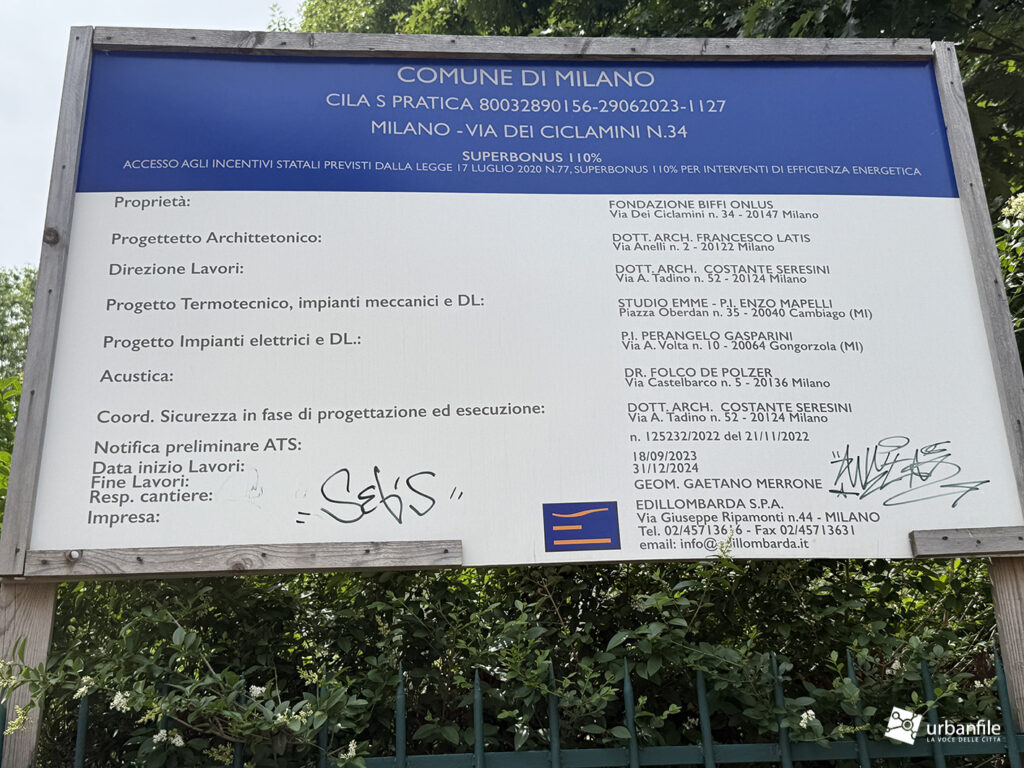 COMUNE DI MILANO
CILA S PRATICA 80032890156-29062023-1127
MILANO - VIA DEI CICLAMINI N.34
SUPERBONUS 110%
ACCESSO AGLI INCENTIVI STATALI PREVISTI DALLA LEGGE 17 LUGLIO 2020 N.77, SUPERBONUS 110% PER INTERVENTI DI EFFICIENZA ENERGETICA
Proprietà:
FONDAZIONE BIFFI ONLUS
Via Dei Ciclamini n. 34 - 20147 Milano
Progettetto Archittetonico:
DOTT. ARCH. FRANCESCO LATIS
Via Anelli n. 2 - 20122 Milano
Direzione Lavori:
DOTT. ARCH. COSTANTE SERESINI
Via A. Tadino n. 52 - 20124 Milano
Progetto Termotecnico, impianti meccanici e DL:
STUDIO EMME - P.I. ENZO MAPELLI
Piazza Oberdan n. 35 - 20040 Cambiago (MI)
Progetto Impianti elettrici e DL.:
P.I. PERANGELO GASPARINI
Via A. Volta n. 10 - 20064 Gongorzola (MI)
Acustica:
DR. FOLCO DE POLZER
Via Castelbarco n. 5 - 20136 Milano
Coord. Sicurezza in fase di progettazione ed esecuzione:
DOTT. ARCH. COSTANTE SERESINI
Via A. Tadino n. 52 - 20124 Milano
Notifica preliminare ATS:
n. 125232/2022 del 21/11/2022
Data inizio Lavori:
18/09/2023
Fine Lavori:
31/12/2024
Resp. cantiere:
GEOM. GAETANO MERRONE
Impresa:
EDILLOMBARDA S.P.A.
Via Giuseppe Ripamonti n.44 - MILANO
Tel. 02/45713616 - Fax 02/45713631
email: info@edillombarda.it
urbanfile
LA VOCE DELLE CITTÀ